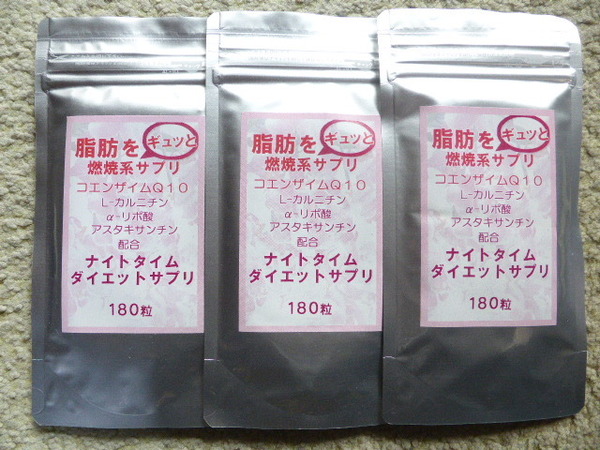 脂肪を ギュッと
燃焼系サプリ
コエンザイムQ10
L-カルニチン
α-リポ酸
アスタキサンチン
配合
ナイトタイム
ダイエットサプリ
180粒
脂肪を ギュッと
燃焼系サプリ
コエンザイムQ10
L-カルニチン
α-リポ酸
アスタキサンチン
配合
ナイトタイム
ダイエットサプリ
180粒
脂肪を ギュッと
燃焼系サプリ
コエンザイムQ10
L-カルニチン
α-リポ酸
アスタキサンチン
配合
ナイトタイム
ダイエットサプリ
180粒